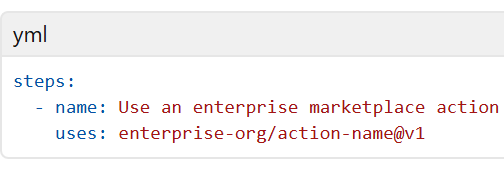 yml
steps:
  - name: Use an enterprise marketplace action
    uses: enterprise-org/action-name@v1